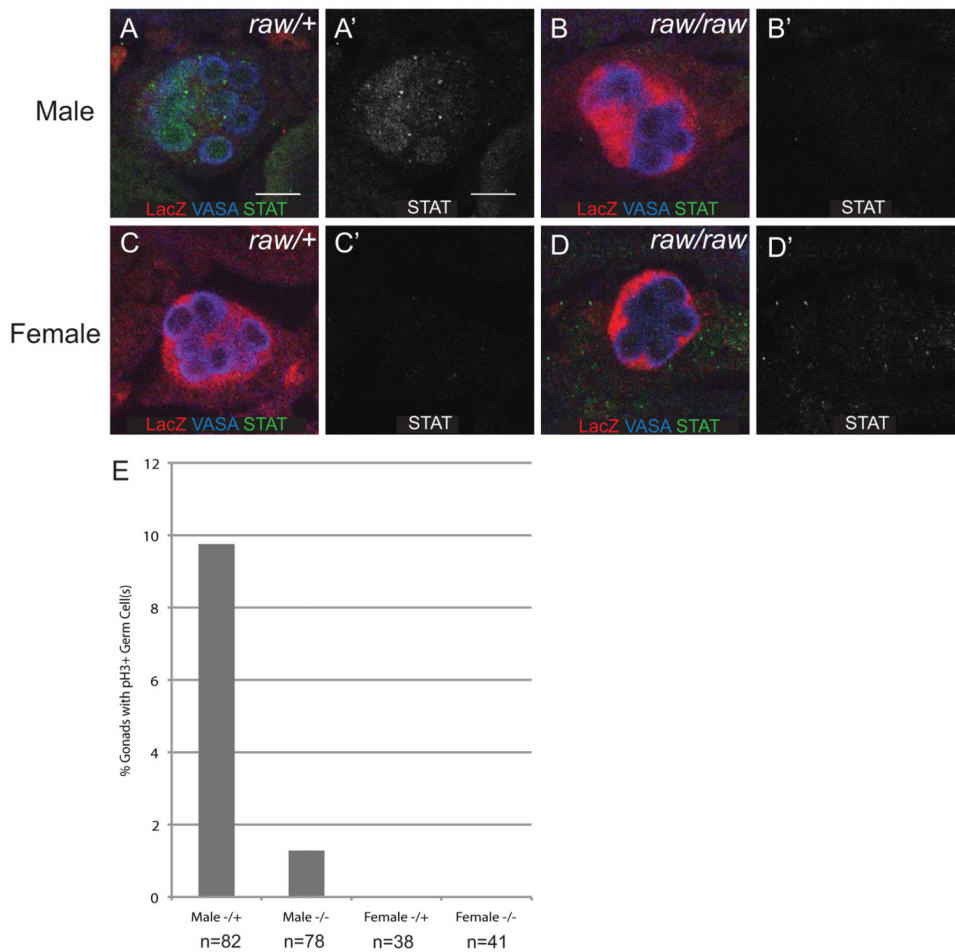 A raw/+ A' B raw/raw B'
Male
LacZ VASA STAT STAT LacZ VASA STAT STAT
C raw/+ C' D raw/raw D'
Female
LacZ VASA STAT STAT LacZ VASA STAT STAT
E
% Gonads with pH3+ Germ Cell(s)
12
10
8
6
4
2
0
Male -/+ Male -/- Female -/+ Female -/-
n=82 n=78 n=38 n=41